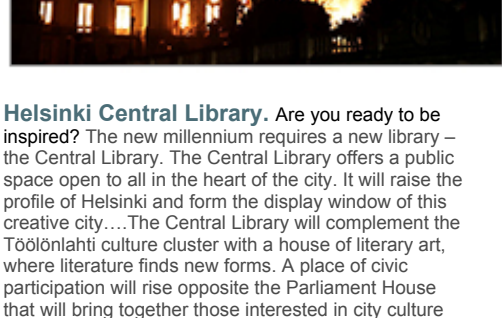 Helsinki Central Library. Are you ready to be
inspired? The new millennium requires a new library –
the Central Library. The Central Library offers a public
space open to all in the heart of the city. It will raise the
profile of Helsinki and form the display window of this
creative city….The Central Library will complement the
Töölönlahti culture cluster with a house of literary art,
where literature finds new forms. A place of civic
participation will rise opposite the Parliament House
that will bring together those interested in city culture